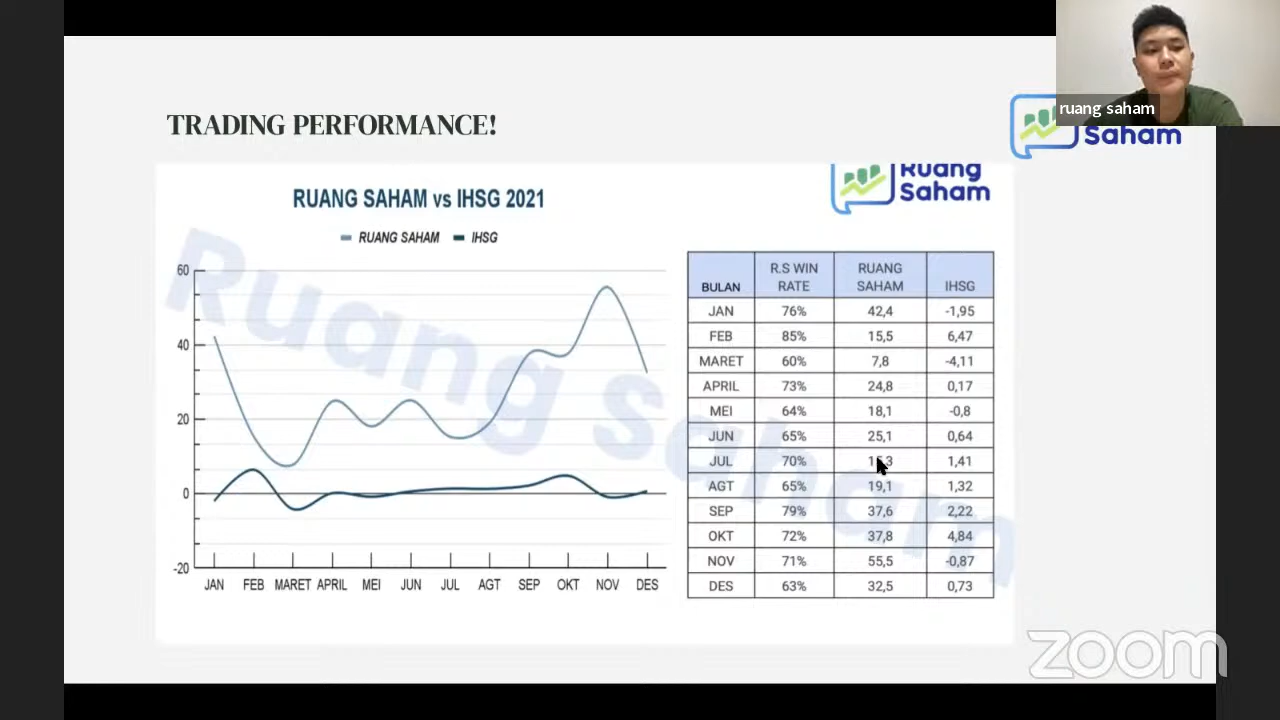 TRADING PERFORMANCE!
ruang saham
Saham
Ruang
Saham
RUANG SAHAM vs IHSG 2021
RUANG SAHAM IHSG
60
40
20
0
-20
JAN FEB MARET APRIL MEI JUN JUL AGT SEP OKT NOV DES
BULAN R.S WIN RATE RUANG SAHAM IHSG
JAN 76% 42,4 -1,95
FEB 85% 15,5 6,47
MARET 60% 7,8 -4,11
APRIL 73% 24,8 0,17
MEI 64% 18,1 -0,8
JUN 65% 25,1 0,64
JUL 70% 1,41
AGT 65% 19,1 1,32
SEP 79% 37,6 2,22
OKT 72% 37,8 4,84
NOV 71% 55,5 -0,87
DES 63% 32,5 0,73
Ruang Saham
zoom